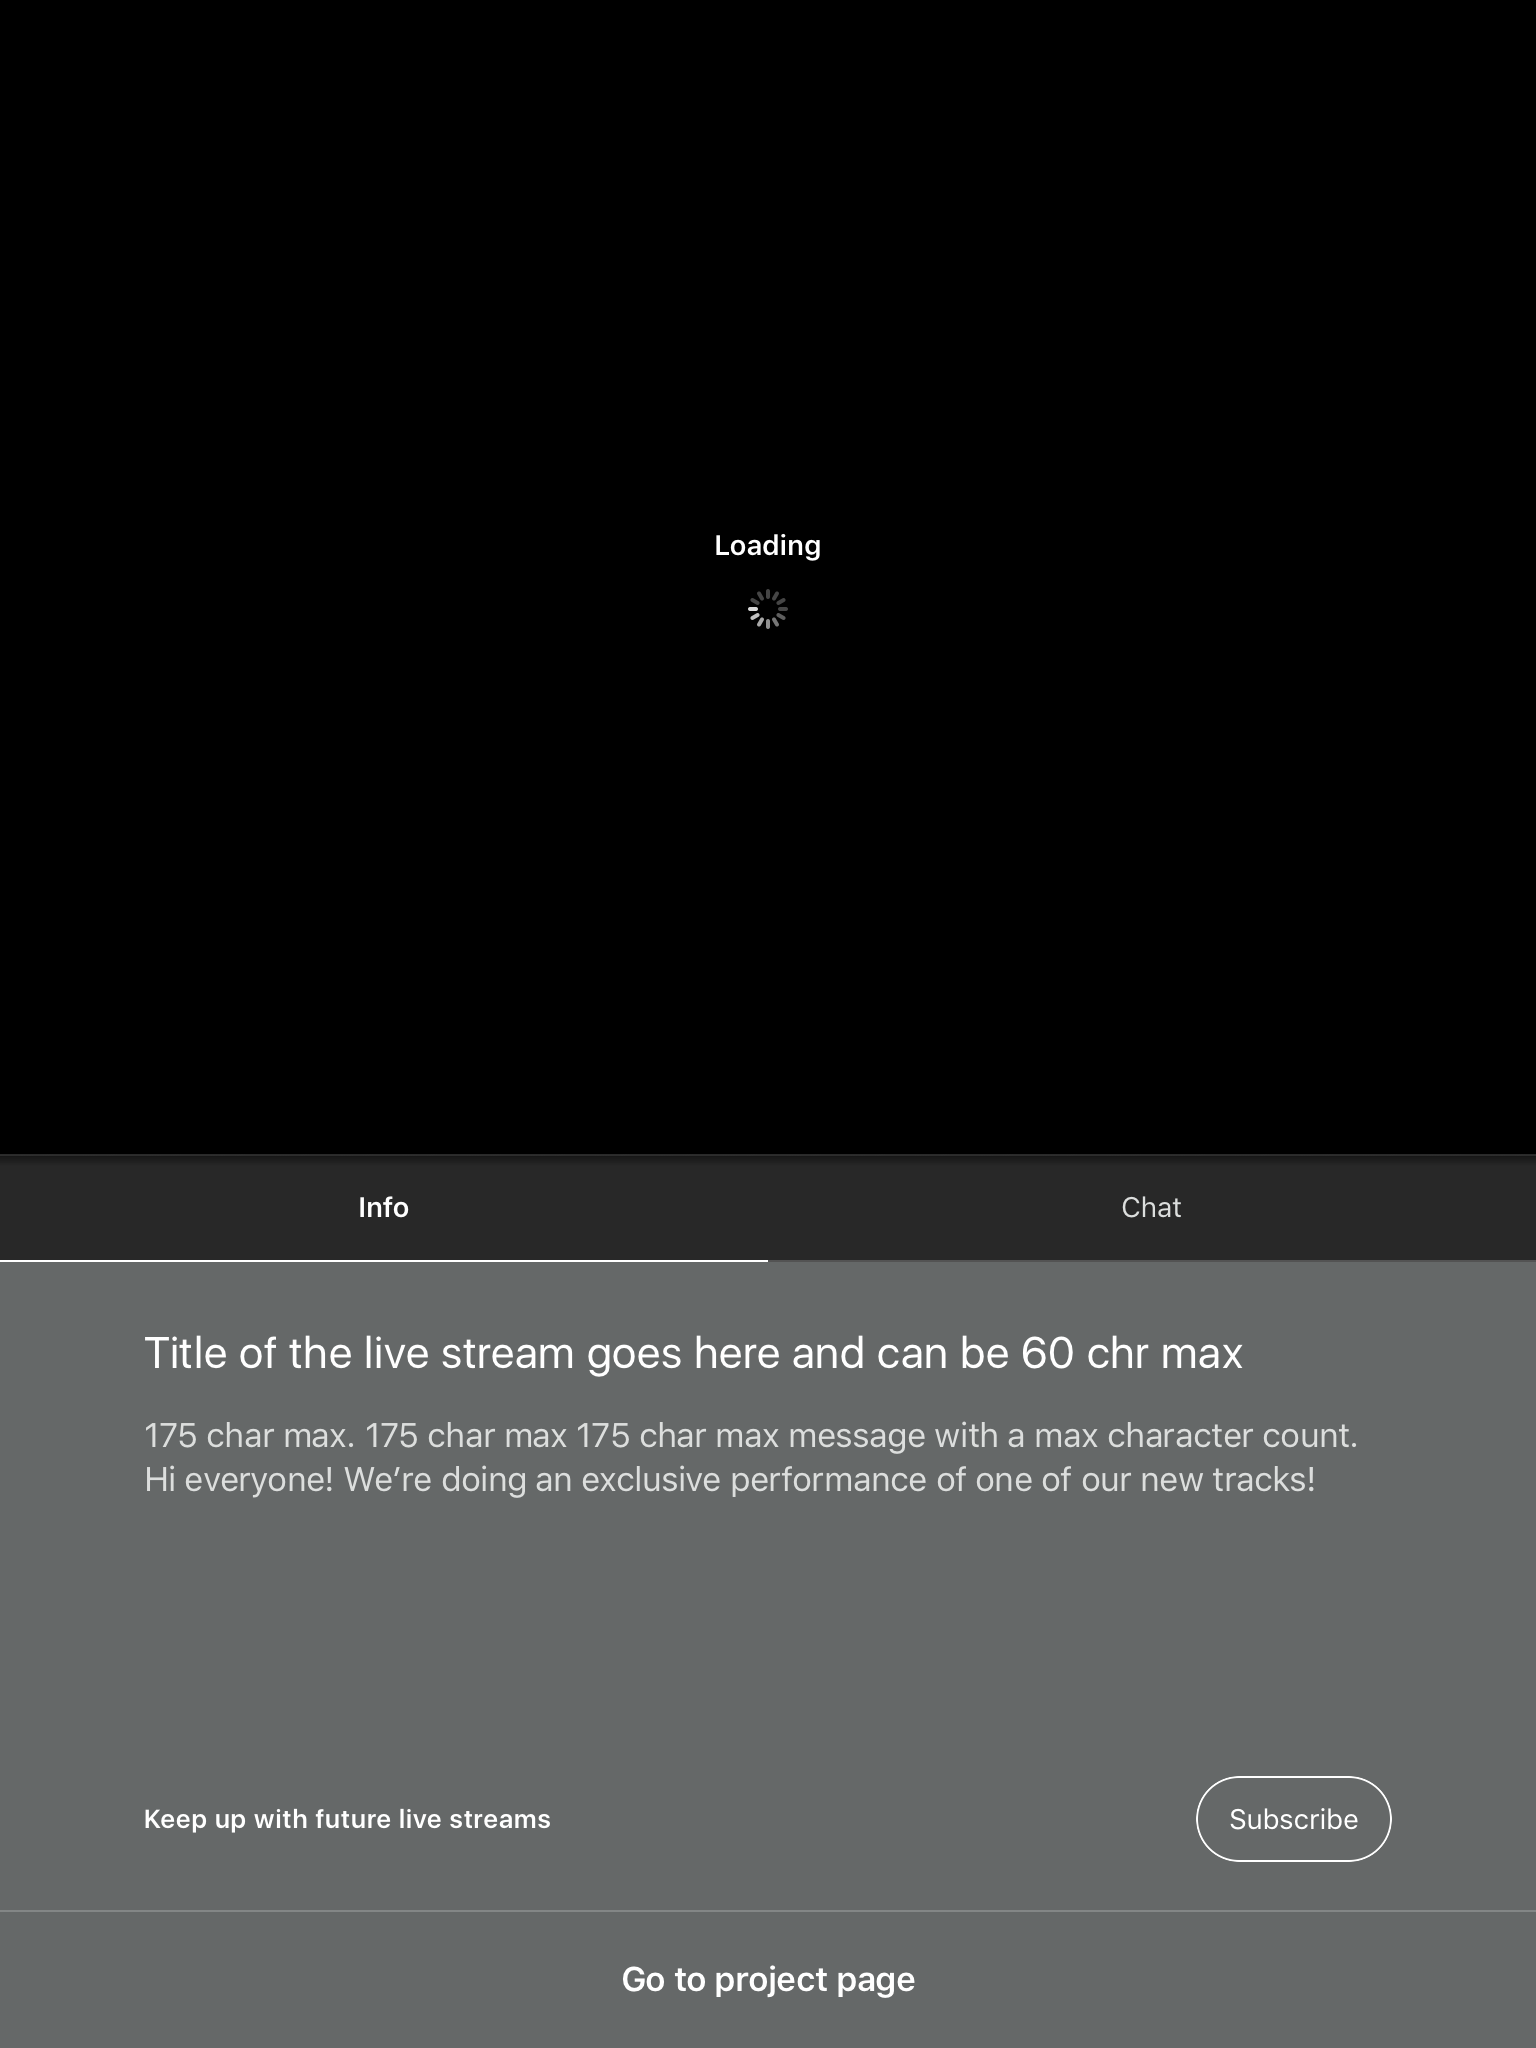 Loading
Info
Chat
Title of the live stream goes here and can be 60 chr max
175 char max. 175 char max 175 char max message with a max character count.
Hi everyone! We’re doing an exclusive performance of one of our new tracks!
Keep up with future live streams
Subscribe
Go to project page